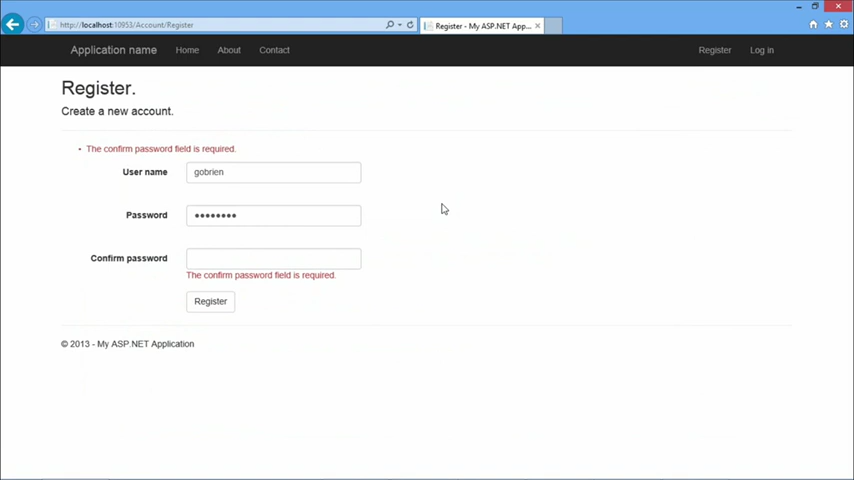 http://localhost:10953/Account/Register
Register - My ASP.NET App...
Application name Home About Contact Register Log in
Register.
Create a new account.
• The confirm password field is required.
User name gobrien
Password ••••••••
Confirm password
The confirm password field is required.
Register
© 2013 - My ASP.NET Application